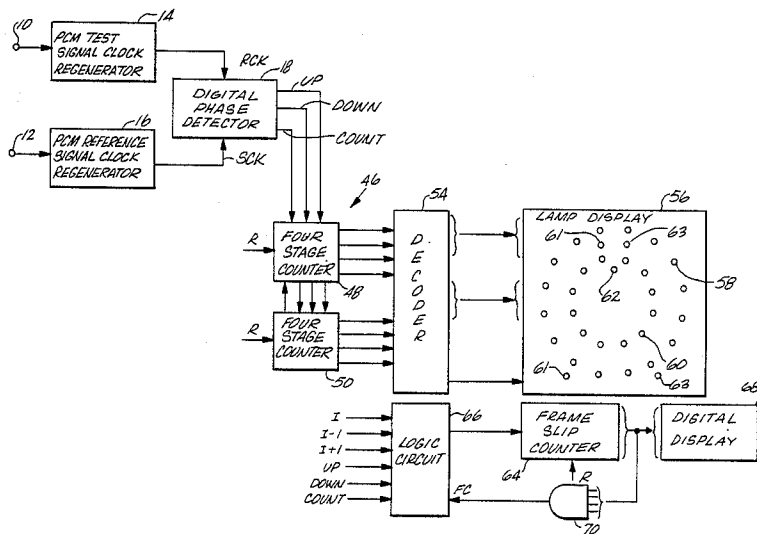 10
14
PCM TEST
SIGNAL CLOCK
REGENERATOR
RCK
18
UP
DIGITAL
PHASE
DETECTOR
DOWN
COUNT
12
16
PCM REFERENCE
SIGNAL CLOCK
REGENERATOR
SCK
46
54
56
LAMP DISPLAY
61
63
58
62
60
61
63
R
FOUR
STAGE
COUNTER
48
D
E
C
O
D
E
R
R
FOUR
STAGE
COUNTER
50
I
I-1
I+1
UP
DOWN
COUNT
66
LOGIC
CIRCUIT
FRAME
SLIP
COUNTER
64
68
DIGITAL
DISPLAY
R
FC
70